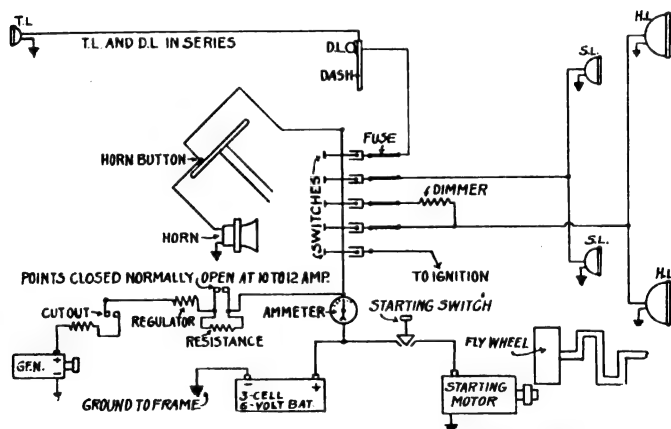 T.L
H.L
T.L. AND D.L IN SERIES
D.L
DASH
S.L.
FUSE
HORN BUTTON
SWITCHES
DIMMER
HORN
S.L.
TO IGNITION
POINTS CLOSED NORMALLY OPEN AT 10 TO 12 AMP.
H.L
CUTOUT
REGULATOR
AMMETER
STARTING SWITCH
RESISTANCE
FLY WHEEL
GEN.
+
GROUND TO FRAME
- +
3-CELL
6-VOLT BAT.
STARTING
MOTOR